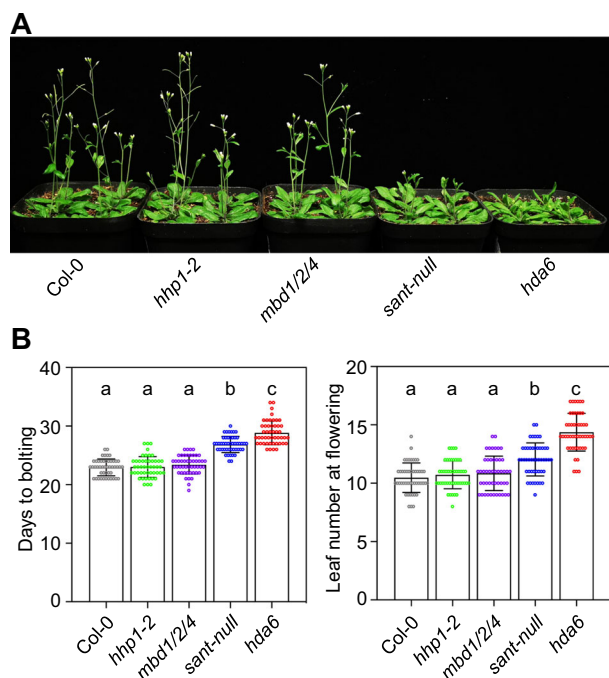 A
Col-0 hhp1-2 mbd1/2/4 sant-null hda6
B
Days to bolting
40
30
20
10
0
a a a b c
Col-0 hhp1-2 mbd1/2/4 sant-null hda6
Leaf number at flowering
20
15
10
5
0
a a a b c
Col-0 hhp1-2 mbd1/2/4 sant-null hda6